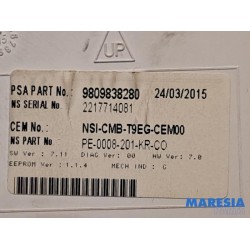 UP
PSA PART No: 9809838280 24/03/2015
NS SERIAL No: 2217714081
CEM No: NSI-CMB-T9EG-CEM00
NS PART No PE-0008-201-KR-CO
SW Ver : 7.11 DIAG Ver: 00 HW Ver: 7.0
EEPROM Ver : 1.1.4 MECH IND : C
MARESIA